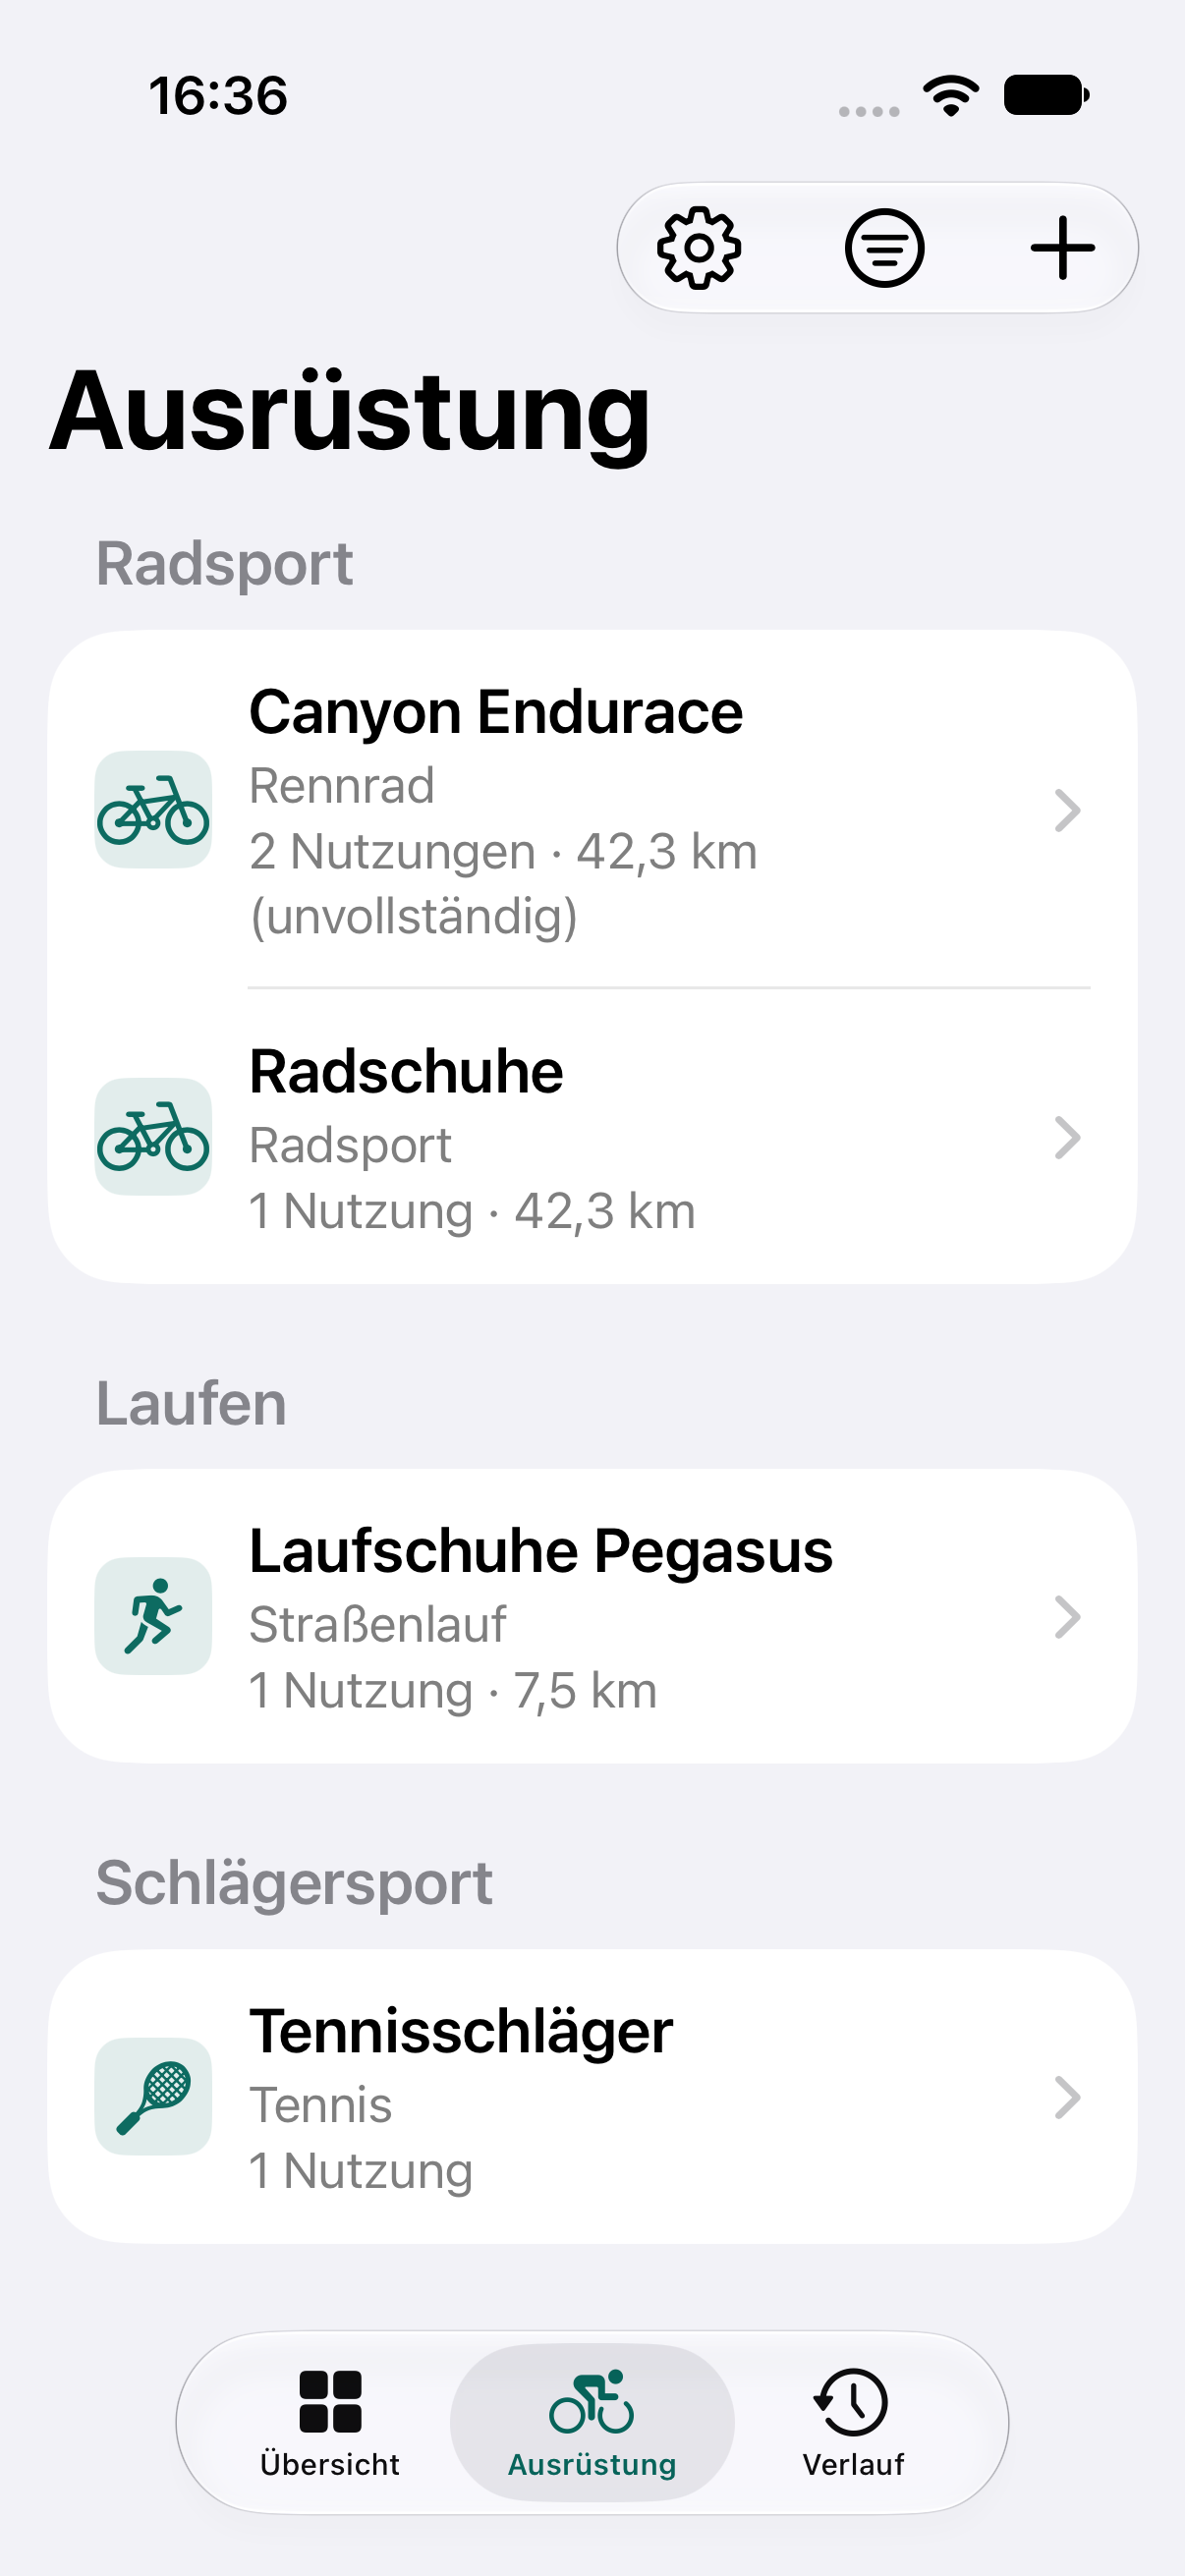 16:36
Ausrüstung
Radsport
Canyon Endurace
Rennrad
2 Nutzungen · 42,3 km
(unvollständig)
Radschuhe
Radsport
1 Nutzung · 42,3 km
Laufen
Laufschuhe Pegasus
Straßenlauf
1 Nutzung · 7,5 km
Schlägersport
Tennisschläger
Tennis
1 Nutzung
Übersicht
Ausrüstung
Verlauf